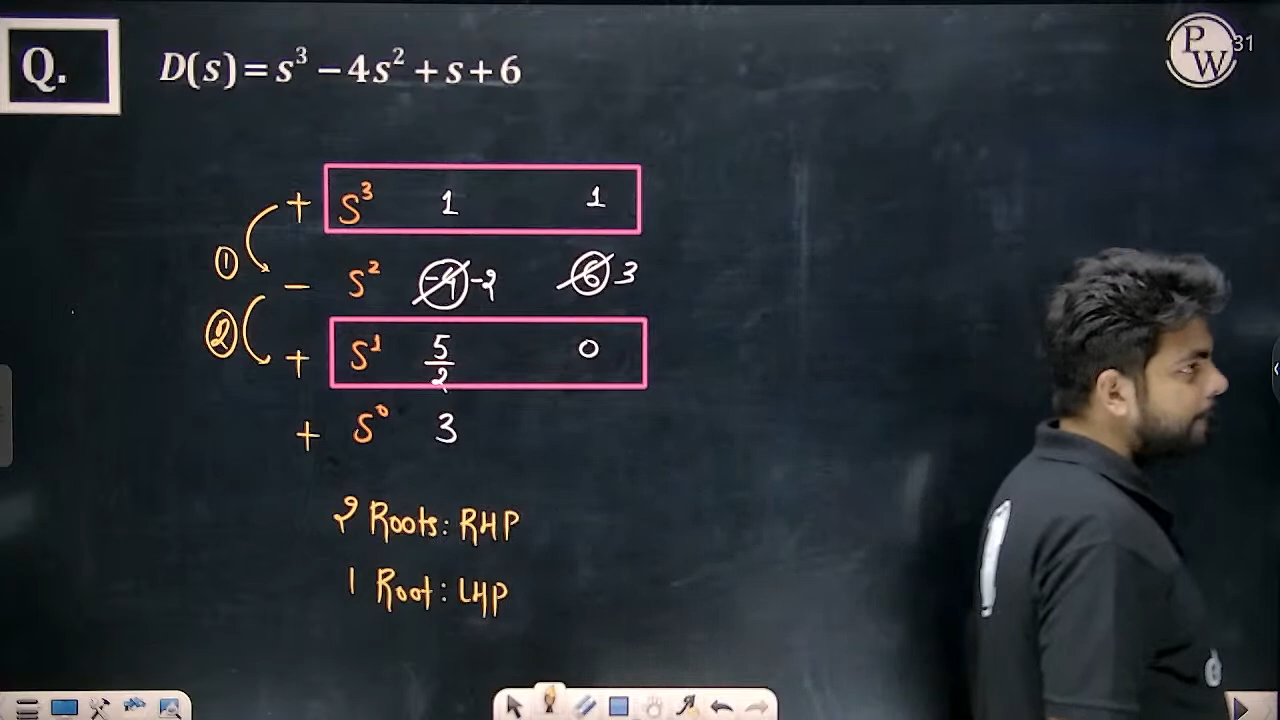 Q. D(s) = s³ − 4s² + s + 6
PW 31
+ S³ 1 1
①
− S² -4 -2 6 3
②
+ S¹ 5/2 0
+ S⁰ 3
2 Roots: RHP
1 Root: LHP